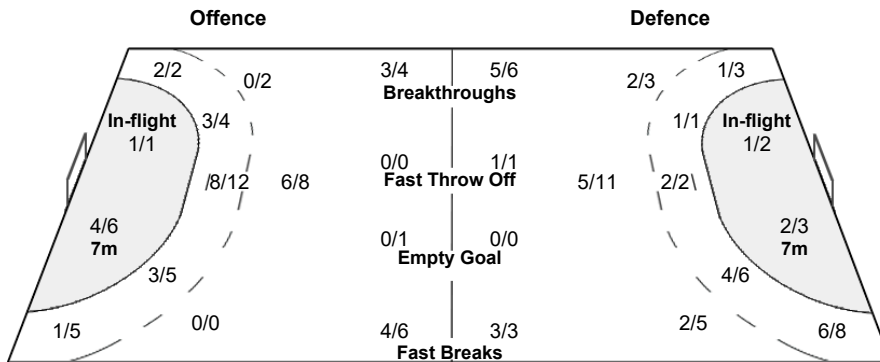 Offence Defence
2/2 0/2 3/4 5/6 2/3 1/3
Breakthroughs
In-flight 3/4 1/1 In-flight
1/1 1/2
0/0 1/1
8/12 6/8 Fast Throw Off 5/11 2/2
4/6 2/3
7m 0/1 0/0 7m
Empty Goal
3/5 4/6
1/5 0/0 4/6 3/3 2/5 6/8
Fast Breaks